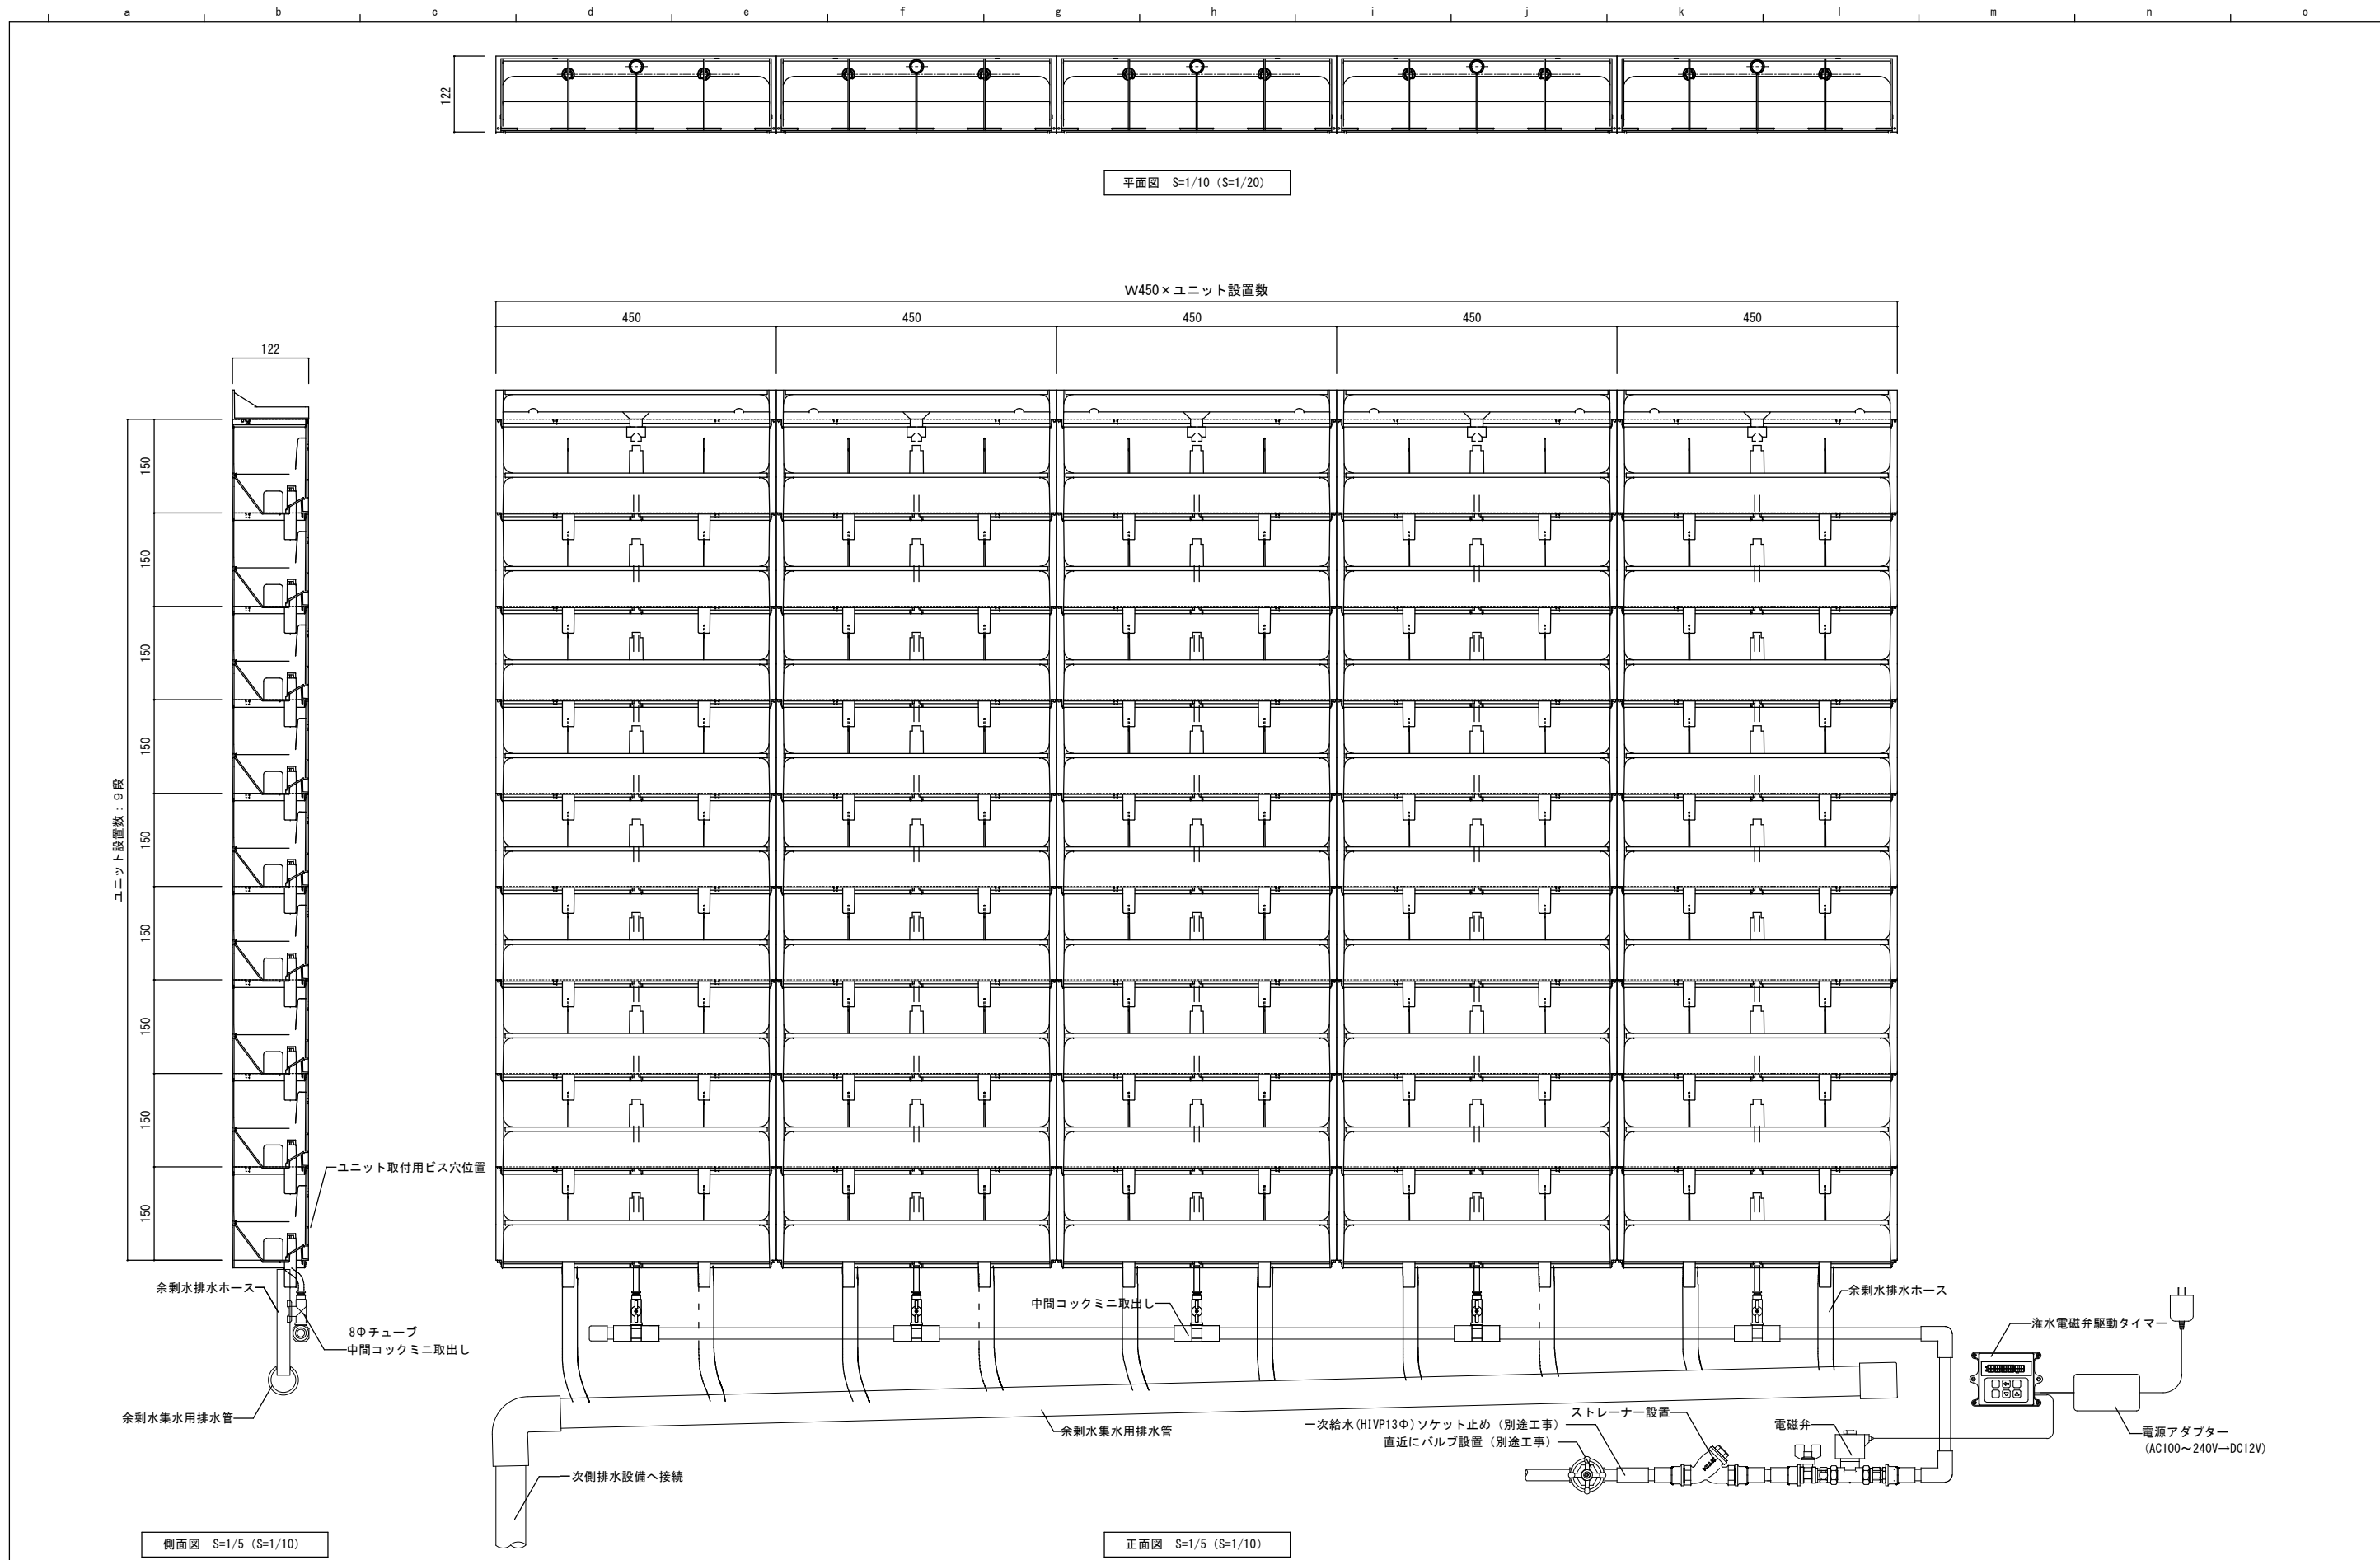 a b c d e f g h i j k l m n o
122
平面図 S=1/10 (S=1/20)
W450×ユニット設置数
450 450 450 450 450
122
150
150
150
150
150
150
150
150
150
ユニット設置数：９段
ユニット取付用ビス穴位置
余剰水排水ホース
8Φチューブ
中間コックミニ取出し
余剰水集水用排水管
中間コックミニ取出し
余剰水排水ホース
灌水電磁弁駆動タイマー
余剰水集水用排水管
一次給水(HIVP13Φ)ソケット止め（別途工事）
直近にバルブ設置（別途工事）
ストレーナー設置
電磁弁
電源アダプター
(AC100～240V→DC12V)
一次側排水設備へ接続
側面図 S=1/5 (S=1/10)
正面図 S=1/5 (S=1/10)